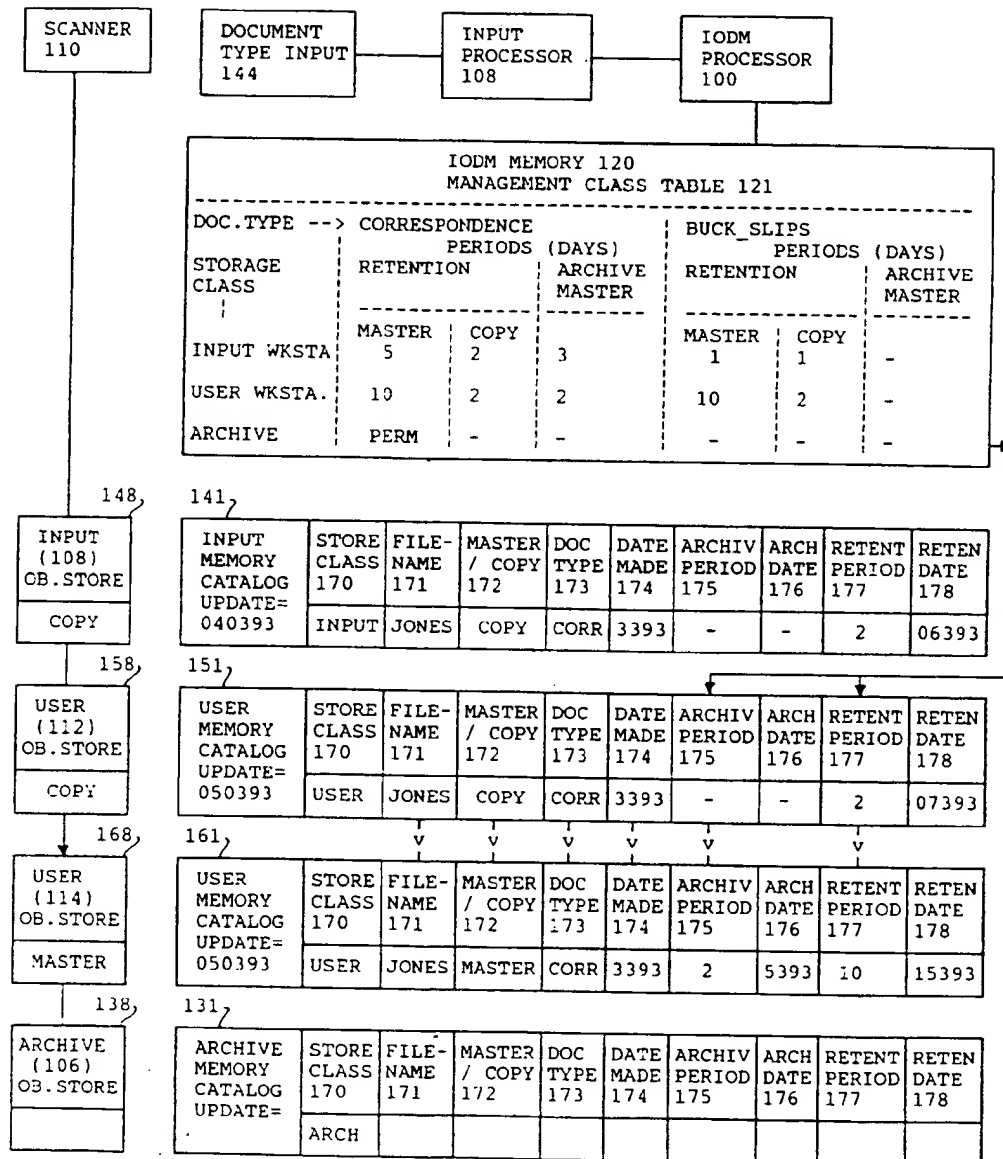 SCANNER
110
DOCUMENT
TYPE INPUT
144
INPUT
PROCESSOR
108
IODM
PROCESSOR
100
IODM MEMORY 120
MANAGEMENT CLASS TABLE 121
DOC.TYPE --> CORRESPONDENCE BUCK_SLIPS
PERIODS (DAYS) PERIODS (DAYS)
STORAGE RETENTION ARCHIVE RETENTION ARCHIVE
CLASS MASTER MASTER
MASTER COPY MASTER COPY
INPUT WKSTA 5 2 3 1 1 -
USER WKSTA. 10 2 2 10 2 -
ARCHIVE PERM - - - - -
148
INPUT
(108)
OB.STORE
COPY
141
INPUT STORE FILE- MASTER DOC DATE ARCHIV ARCH RETENT RETEN
MEMORY CLASS NAME / COPY TYPE MADE PERIOD DATE PERIOD DATE
CATALOG 170 171 172 173 174 175 176 177 178
UPDATE=
040393 INPUT JONES COPY CORR 3393 - - 2 06393
158
USER
(112)
OB.STORE
COPY
151
USER STORE FILE- MASTER DOC DATE ARCHIV ARCH RETENT RETEN
MEMORY CLASS NAME / COPY TYPE MADE PERIOD DATE PERIOD DATE
CATALOG 170 171 172 173 174 175 176 177 178
UPDATE=
050393 USER JONES COPY CORR 3393 - - 2 07393
v v v v v v
168
USER
(114)
OB.STORE
MASTER
161
USER STORE FILE- MASTER DOC DATE ARCHIV ARCH RETENT RETEN
MEMORY CLASS NAME / COPY TYPE MADE PERIOD DATE PERIOD DATE
CATALOG 170 171 172 173 174 175 176 177 178
UPDATE=
050393 USER JONES MASTER CORR 3393 2 5393 10 15393
138
ARCHIVE
(106)
OB.STORE
131
ARCHIVE STORE FILE- MASTER DOC DATE ARCHIV ARCH RETENT RETEN
MEMORY CLASS NAME / COPY TYPE MADE PERIOD DATE PERIOD DATE
CATALOG 170 171 172 173 174 175 176 177 178
UPDATE=
ARCH